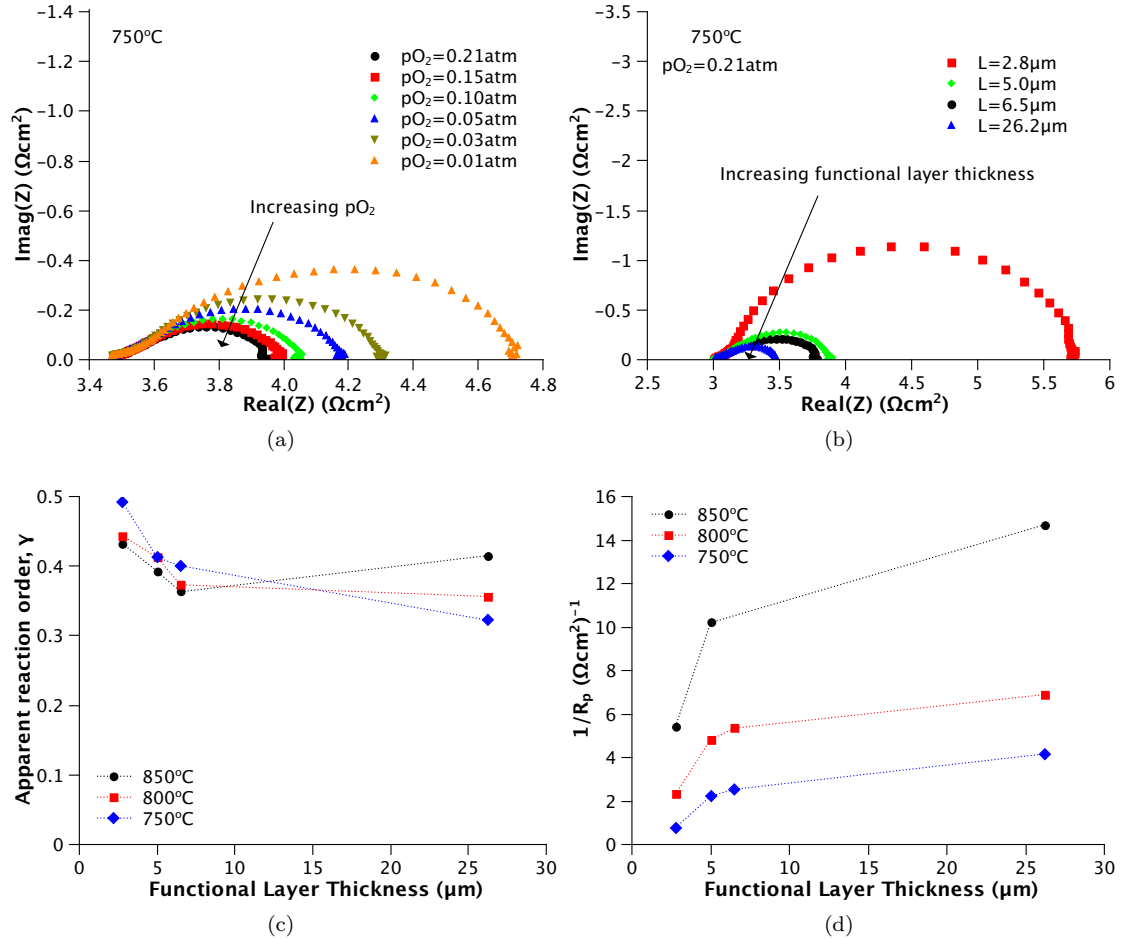 -1.4
-1.2
-1.0
-0.8
-0.6
-0.4
-0.2
0.0
Imag(Z) (Ωcm²)
750ºC
pO₂=0.21atm
pO₂=0.15atm
pO₂=0.10atm
pO₂=0.05atm
pO₂=0.03atm
pO₂=0.01atm
Increasing pO₂
3.4 3.6 3.8 4.0 4.2 4.4 4.6 4.8
Real(Z) (Ωcm²)
(a)
-3.5
-3
-2.5
-2
-1.5
-1
-0.5
0
Imag(Z) (Ωcm²)
750ºC
pO₂=0.21atm
L=2.8µm
L=5.0µm
L=6.5µm
L=26.2µm
Increasing functional layer thickness
2.5 3 3.5 4 4.5 5 5.5 6
Real(Z) (Ωcm²)
(b)
0.5
0.4
0.3
0.2
0.1
0
Apparent reaction order, γ
850ºC
800ºC
750ºC
0 5 10 15 20 25 30
Functional Layer Thickness (µm)
(c)
16
14
12
10
8
6
4
2
0
1/Rₚ (Ωcm²)⁻¹
850ºC
800ºC
750ºC
0 5 10 15 20 25 30
Functional Layer Thickness (µm)
(d)